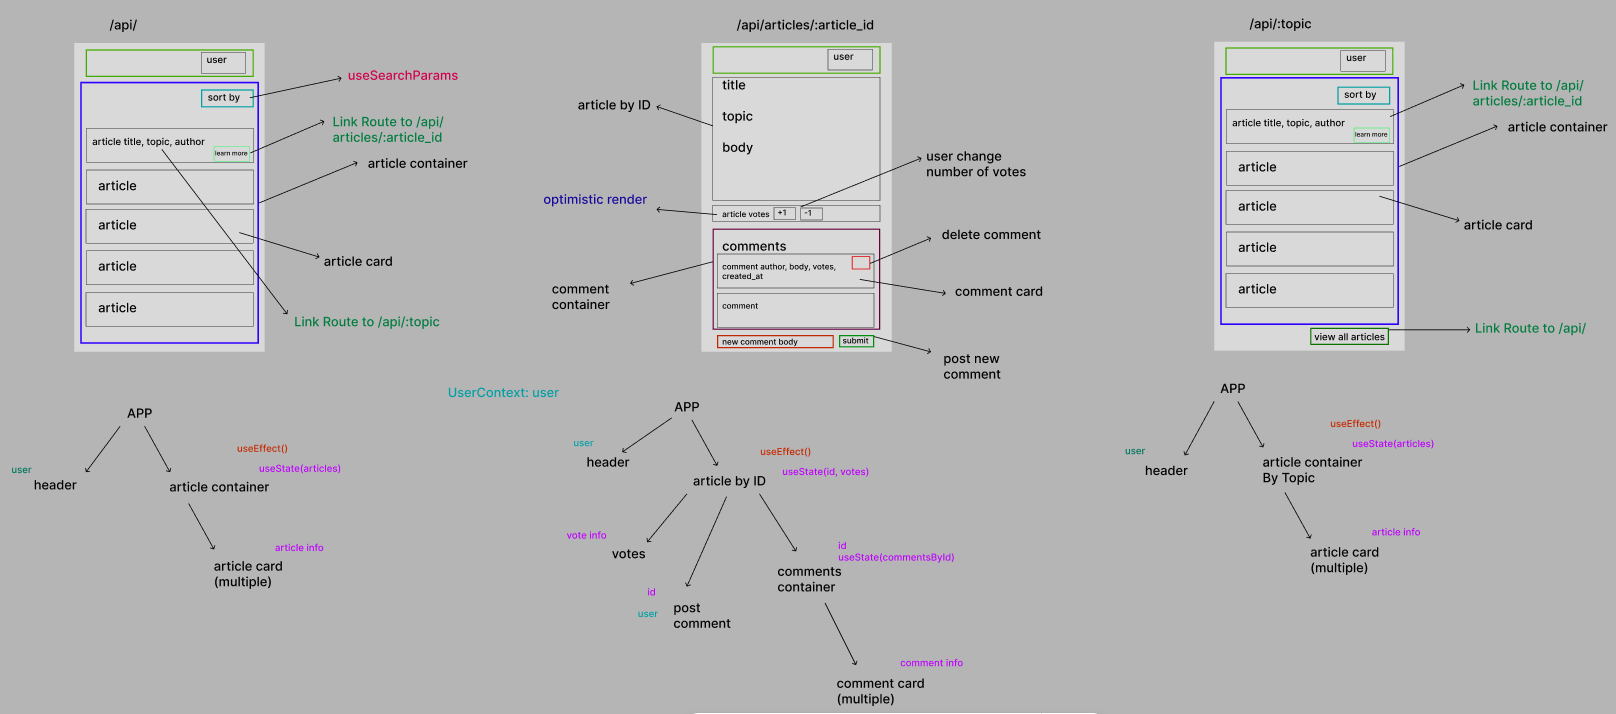 /api/
user
sort by
useSearchParams
article title, topic, author
learn more
Link Route to /api/
articles/:article_id
article container
article
article
article
article
article card
Link Route to /api/:topic
APP
useEffect()
useState(articles)
user
header
article container
article info
article card
(multiple)
/api/articles/:article_id
user
title
topic
body
article by ID
user change
number of votes
optimistic render
article votes
+1
-1
comments
comment author, body, votes,
created_at
delete comment
comment card
comment
container
comment
new comment body
submit
post new
comment
UserContext: user
APP
user
header
useEffect()
useState(id, votes)
article by ID
vote info
votes
id
user
post
comment
id
useState(commentsById)
comments
container
comment info
comment card
(multiple)
/api/:topic
user
sort by
article title, topic, author
learn more
Link Route to /api/
articles/:article_id
article container
article
article
article
article
article card
view all articles
Link Route to /api/
APP
useEffect()
useState(articles)
user
header
article container
By Topic
article info
article card
(multiple)